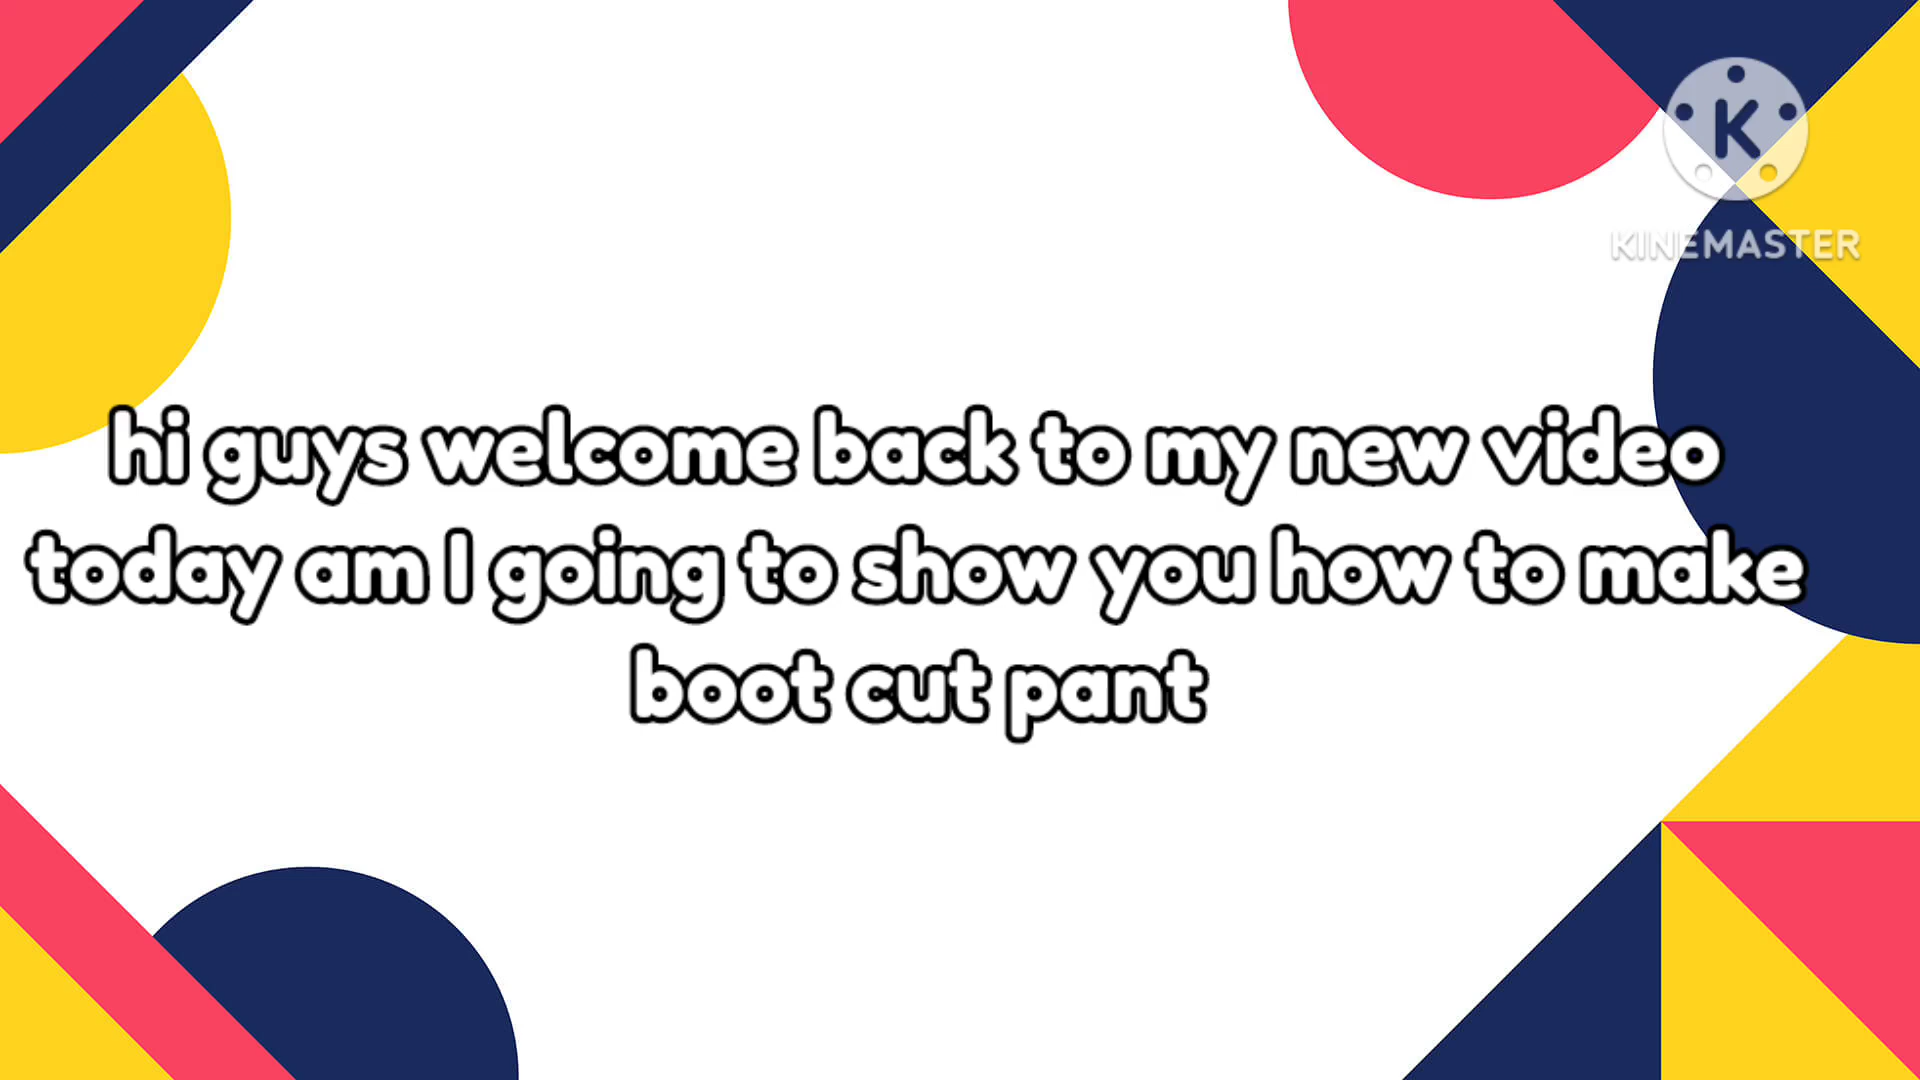 K
KINEMASTER
hi guys welcome back to my new video
today am I going to show you how to make
boot cut pant